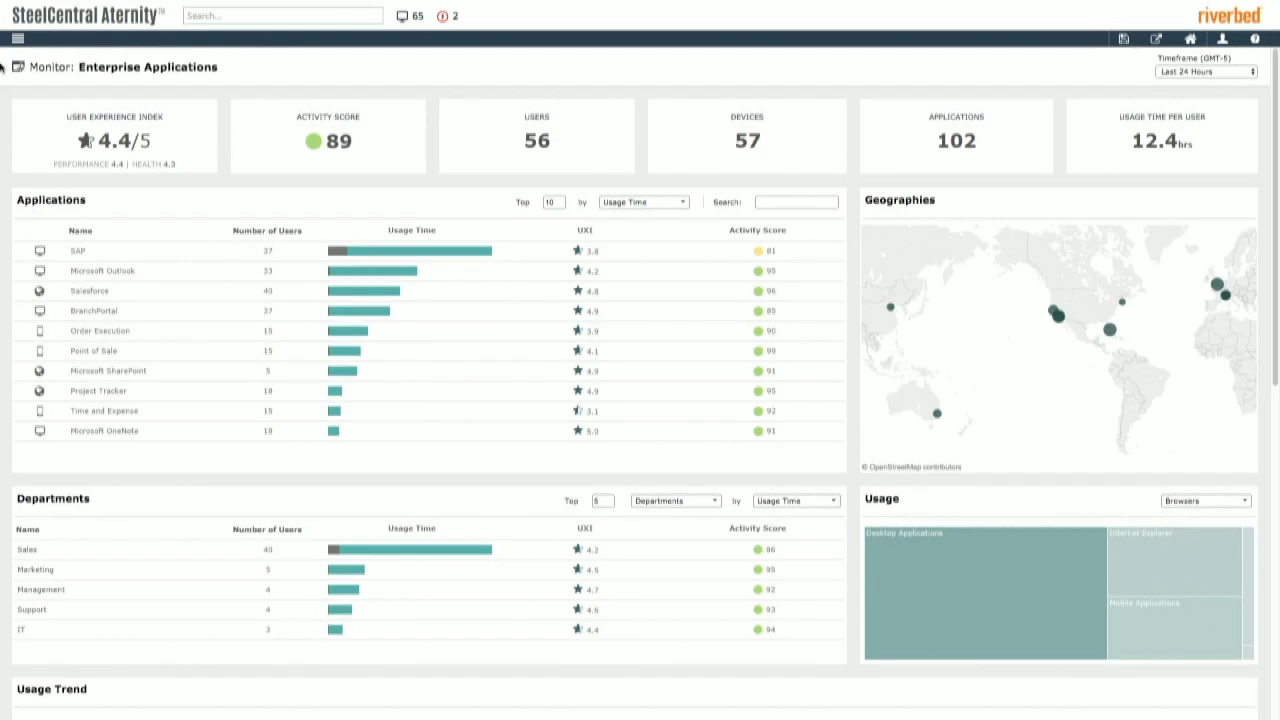 SteelCentral Aternity™ Search... 65 2 riverbed
Monitor: Enterprise Applications
Timeframe (GMT-5)
Last 24 Hours
USER EXPERIENCE INDEX
4.4/5
PERFORMANCE 4.4 | HEALTH 4.3
ACTIVITY SCORE
89
USERS
56
DEVICES
57
APPLICATIONS
102
USAGE TIME PER USER
12.4hrs
Applications Top 10 by Usage Time Search:
Name Number of Users Usage Time UXI Activity Score
SAP 37 3.8 81
Microsoft Outlook 33 4.2 95
Salesforce 40 4.8 96
BranchPortal 37 4.9 85
Order Execution 15 3.9 90
Point of Sale 15 4.1 99
Microsoft SharePoint 5 4.9 91
Project Tracker 18 4.9 95
Time and Expense 15 3.1 92
Microsoft OneNote 18 5.0 91
Geographies
© OpenStreetMap contributors
Departments Top 5 Departments by Usage Time
Name Number of Users Usage Time UXI Activity Score
Sales 40 4.2 86
Marketing 5 4.5 95
Management 4 4.7 92
Support 4 4.6 93
IT 3 4.4 94
Usage Browsers
Desktop Applications
Internet Explorer
Mobile Applications
Usage Trend